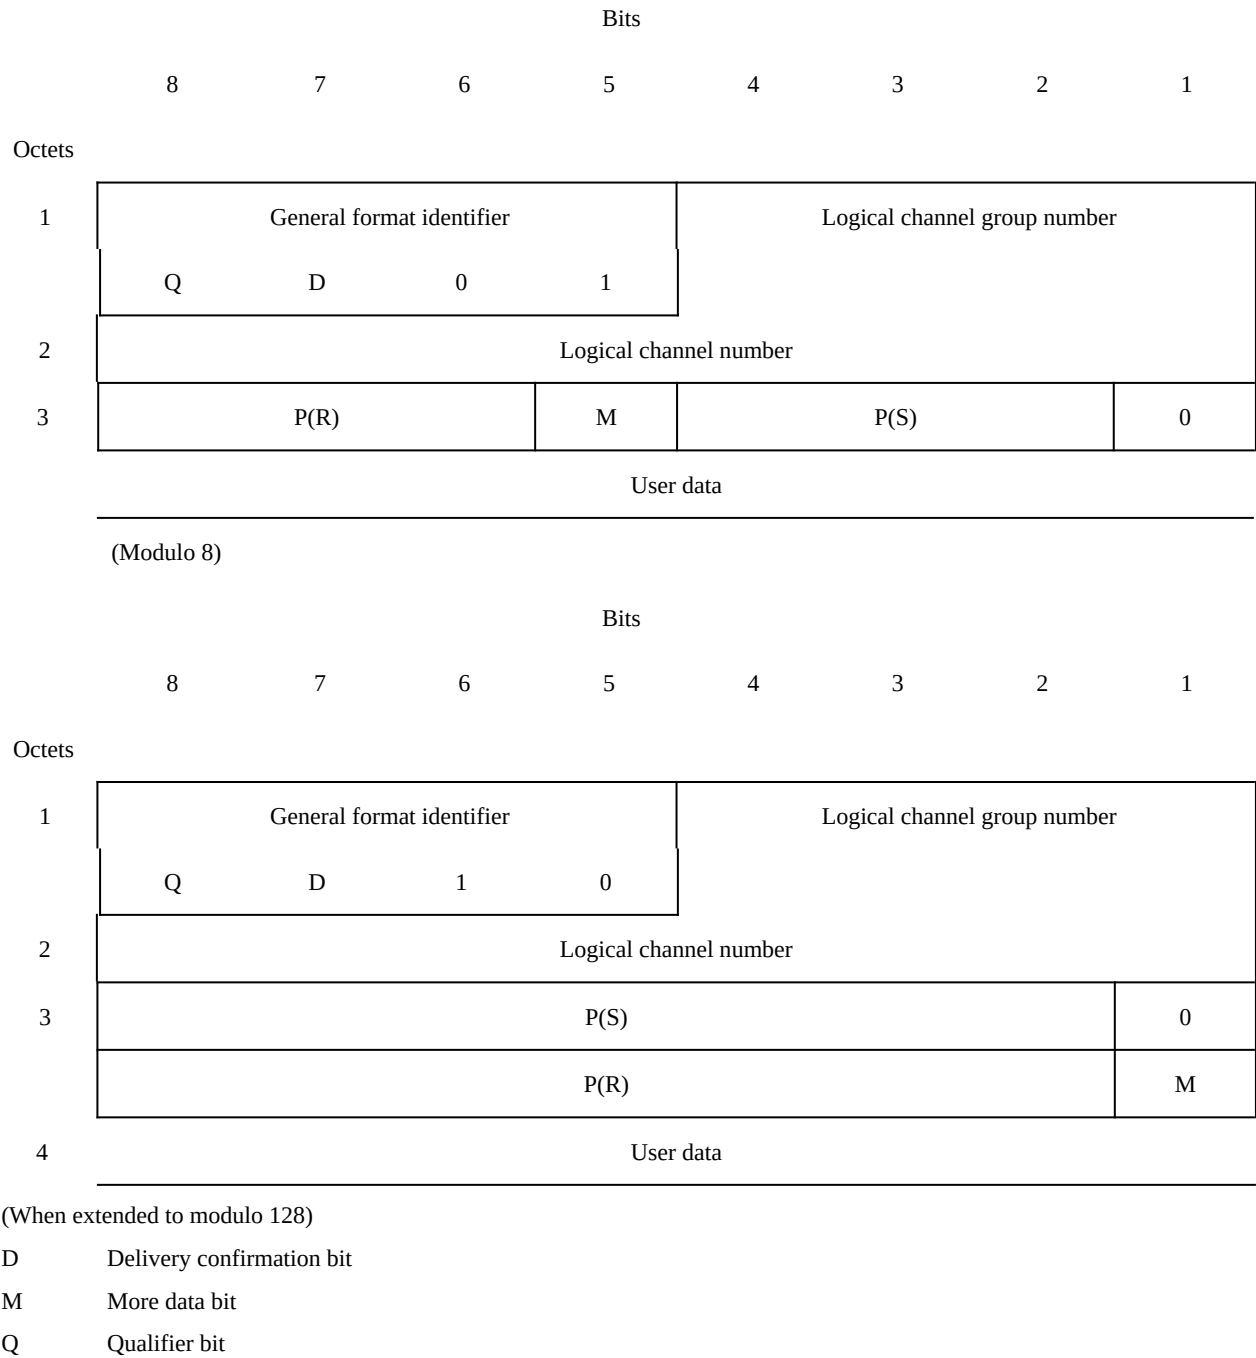 Bits
8 7 6 5 4 3 2 1
Octets
1 General format identifier Logical channel group number
Q D 0 1
2 Logical channel number
3 P(R) M P(S) 0
User data
(Modulo 8)
Bits
8 7 6 5 4 3 2 1
Octets
1 General format identifier Logical channel group number
Q D 1 0
2 Logical channel number
3 P(S) 0
P(R) M
4 User data
(When extended to modulo 128)
D Delivery confirmation bit
M More data bit
Q Qualifier bit